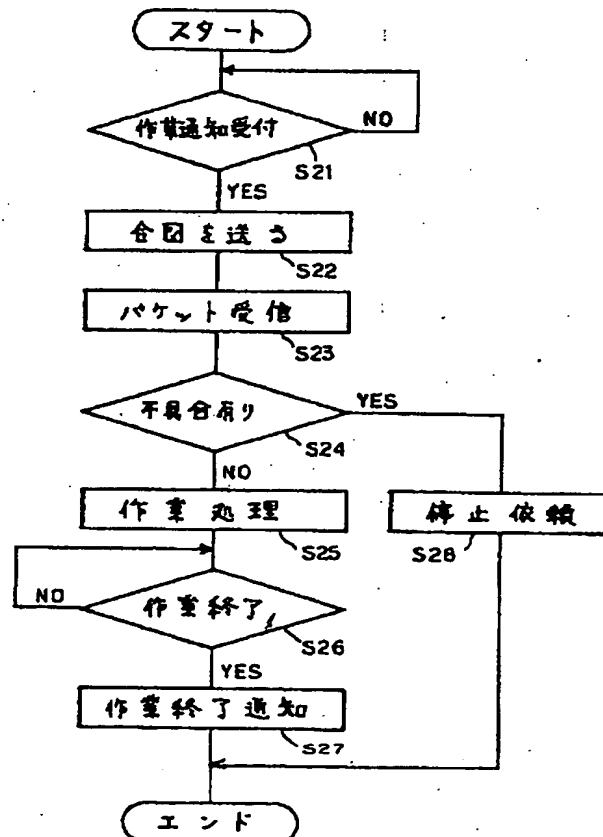 スタート
作業通知受付
NO
S21
YES
合図を送る
S22
パケット受信
S23
不具合有り
YES
S24
NO
作業処理
S25
停止依頼
S28
NO
作業終了
S26
YES
作業終了通知
S27
エンド